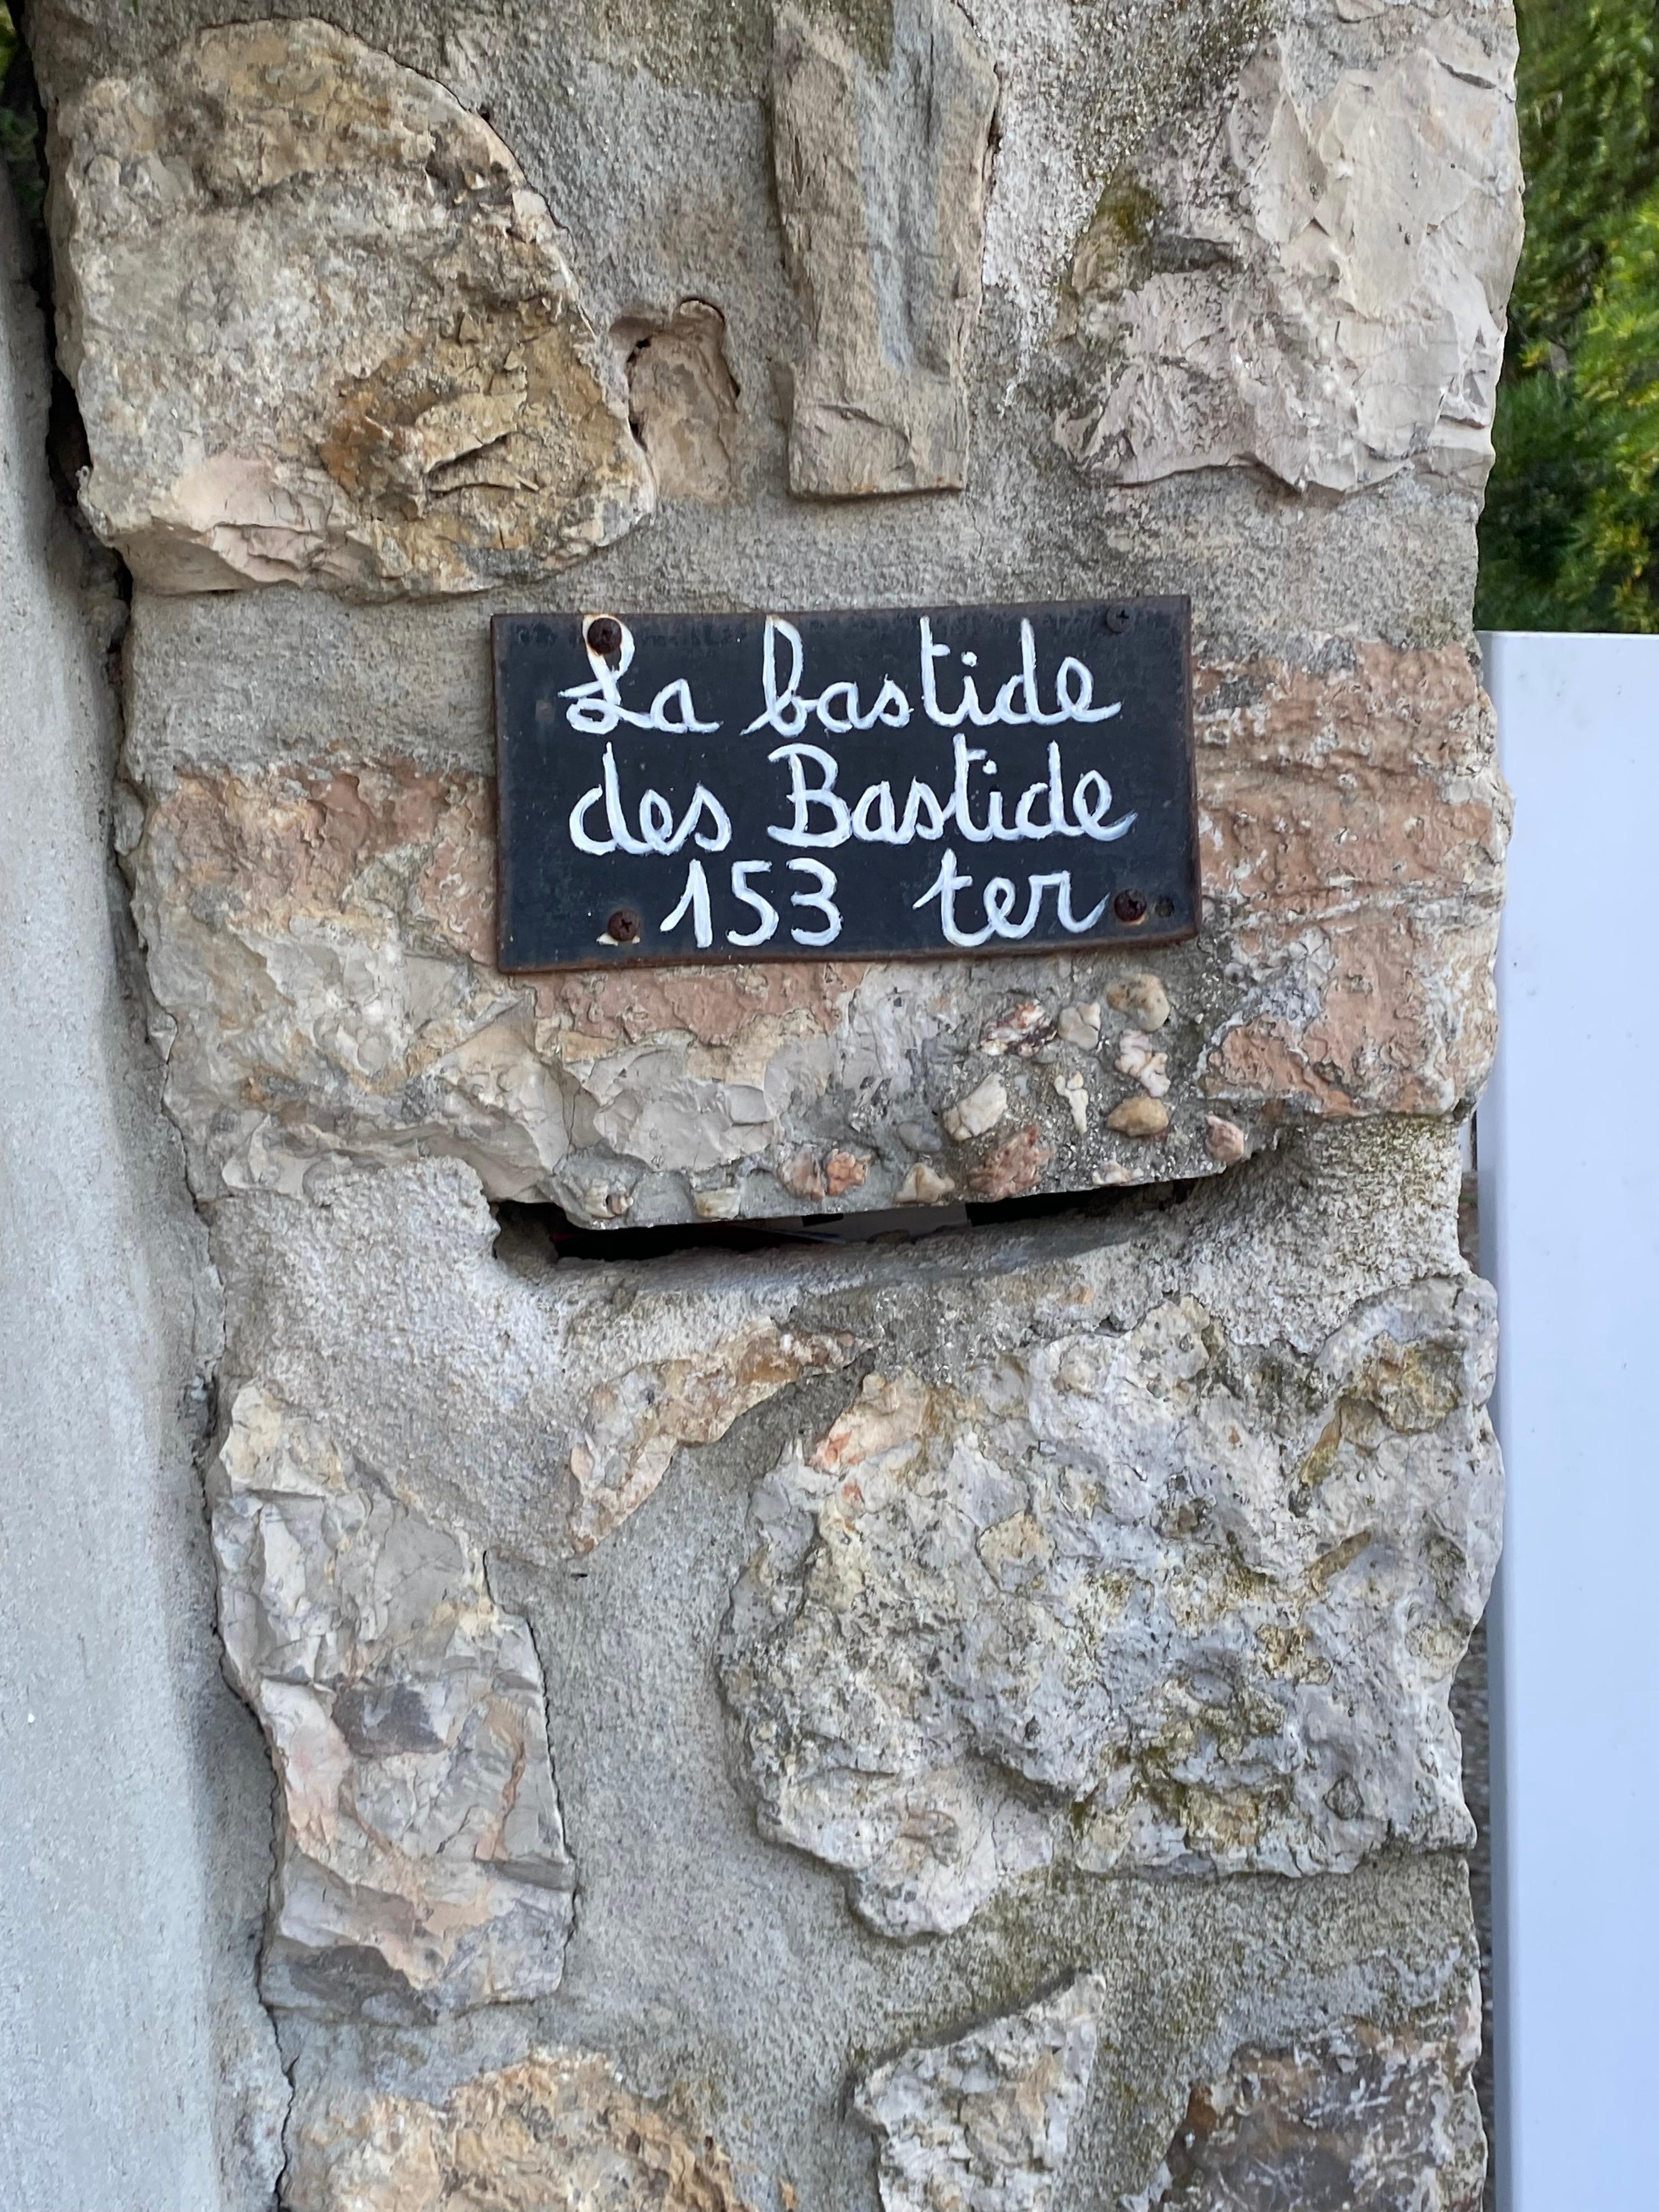 La bastide
des Bastide
153 ter